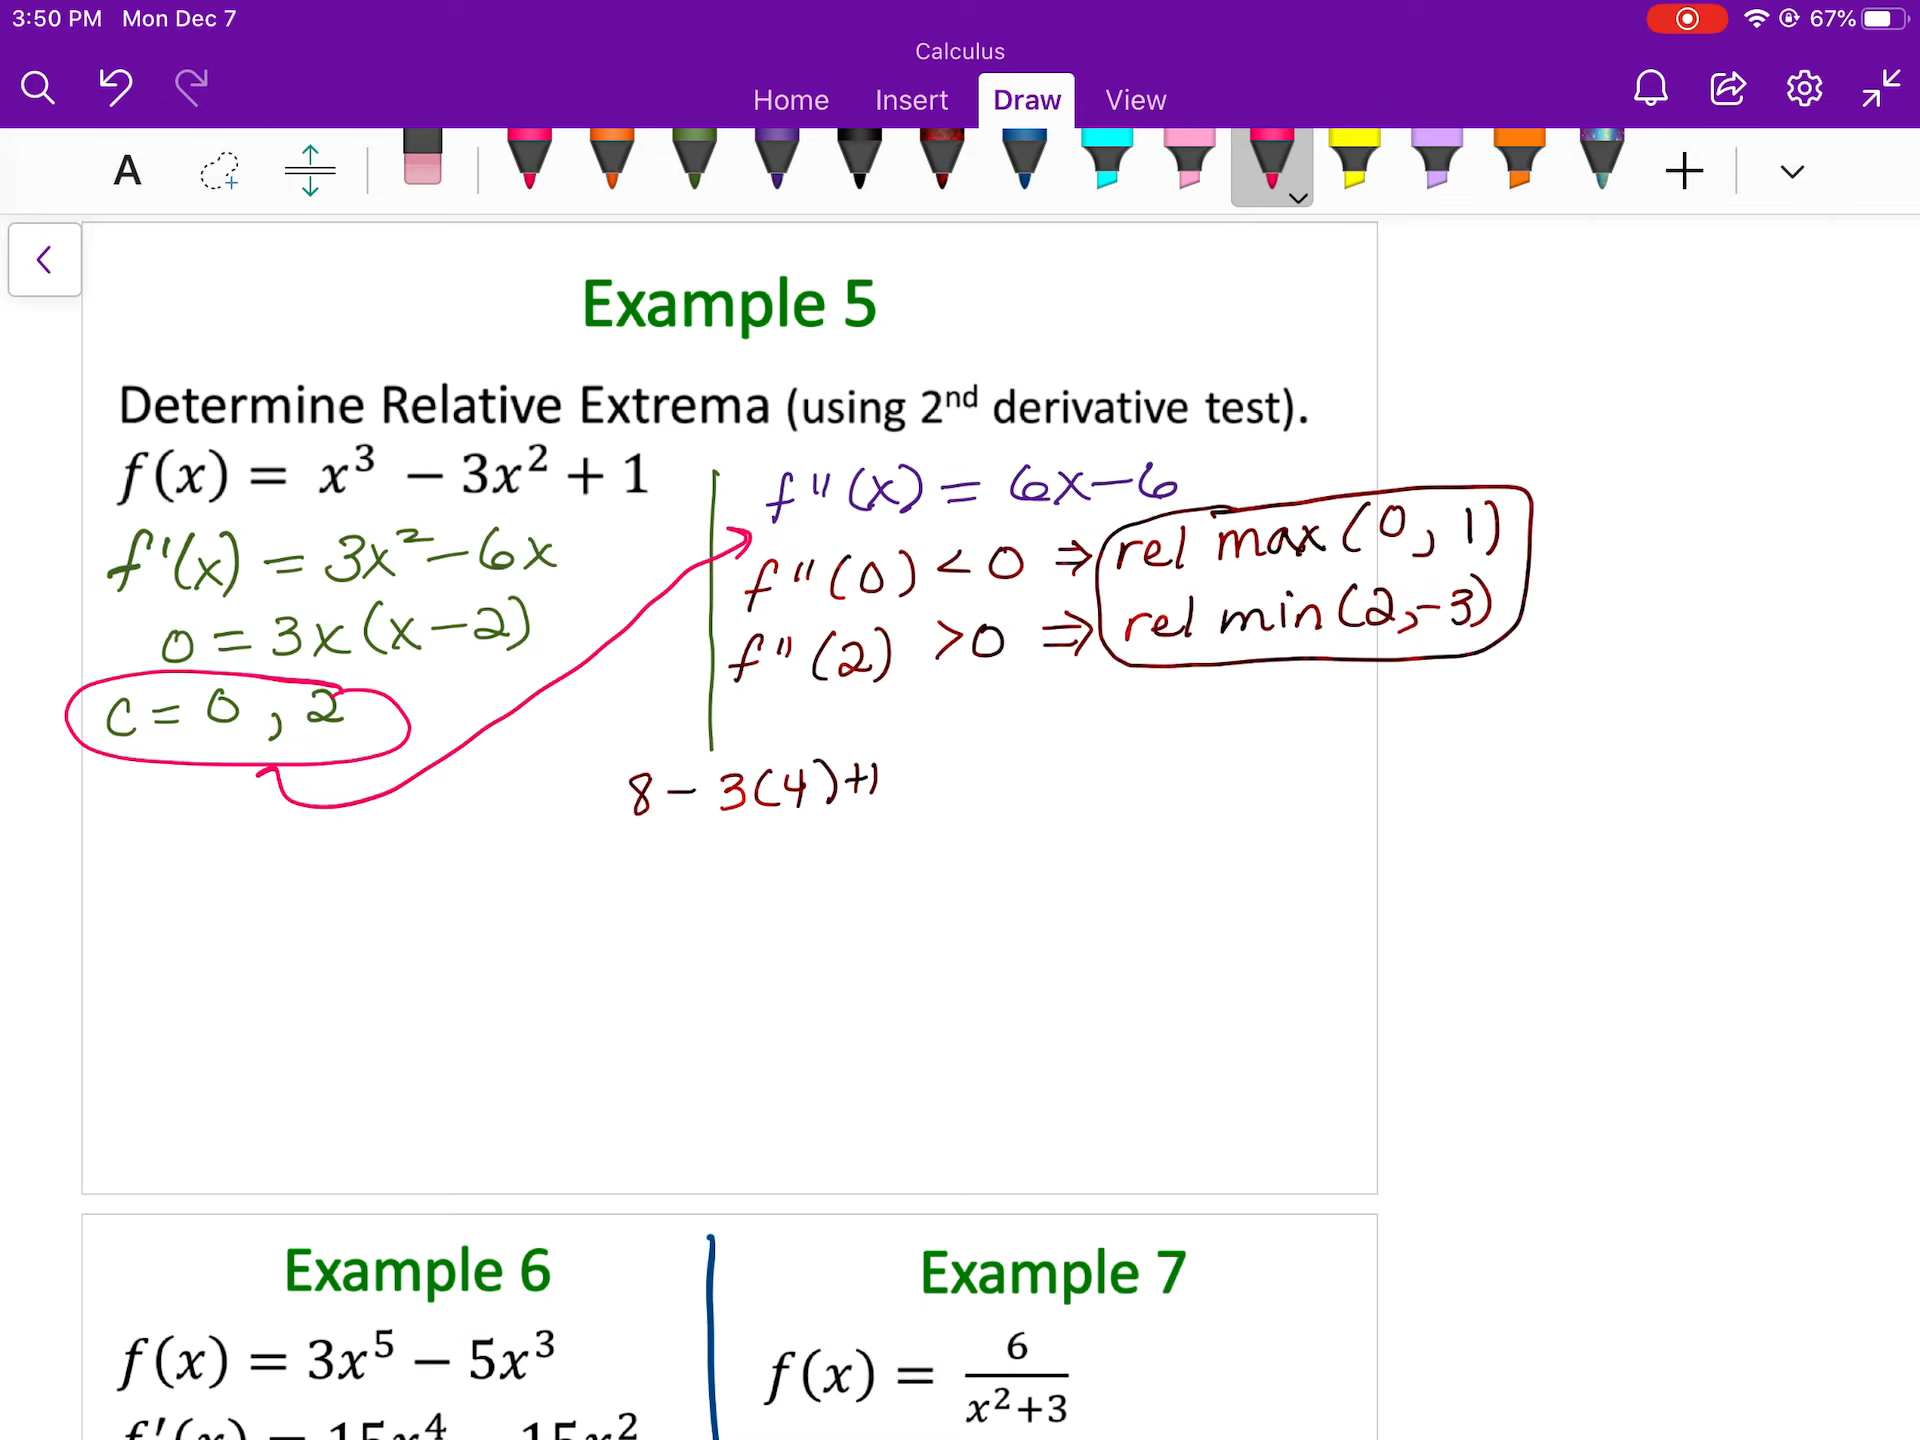 3:50 PM Mon Dec 7
67%
Calculus
Home Insert Draw View
A
Example 5
Determine Relative Extrema (using 2nd derivative test).
f(x) = x³ − 3x² + 1
f'(x) = 3x² − 6x
0 = 3x(x − 2)
c = 0, 2
f''(x) = 6x − 6
f''(0) < 0 ⇒ rel max (0, 1)
f''(2) > 0 ⇒ rel min (2, −3)
8 − 3(4) + 1
Example 6
f(x) = 3x⁵ − 5x³
f'(x) = 15x⁴ − 15x²
Example 7
f(x) = 6/(x²+3)